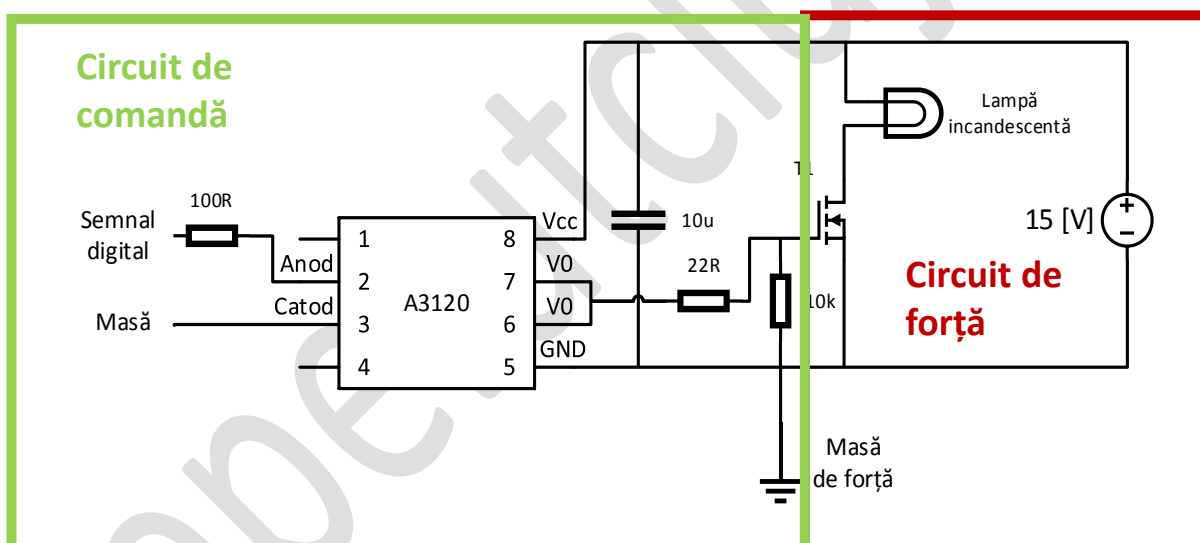 Circuit de
comandă
Semnal
digital
100R
Masă
Anod
Catod
1
2
3
4
A3120
8
7
6
5
Vcc
V0
V0
GND
10u
22R
10k
T1
Lampă
incandescentă
15 [V]
+
−
Circuit de
forță
Masă
de forță